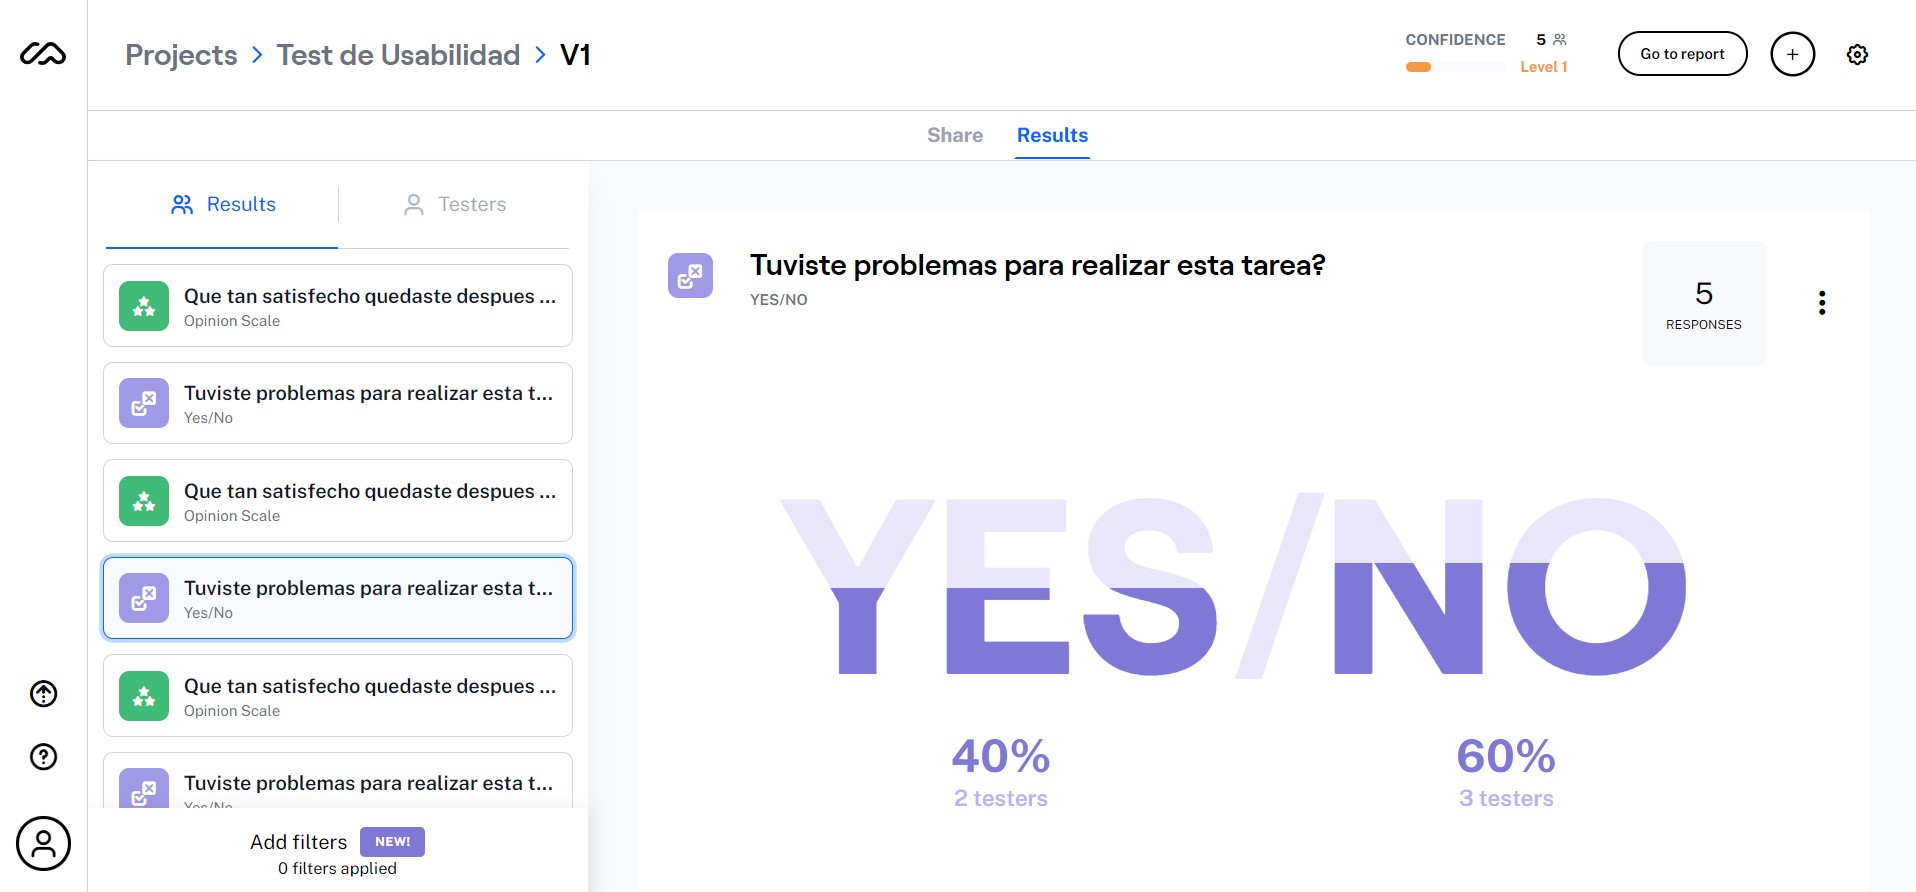 Projects > Test de Usabilidad > V1
CONFIDENCE 5
Level 1
Go to report
Share Results
Results Testers
Que tan satisfecho quedaste despues ...
Opinion Scale
Tuviste problemas para realizar esta t...
Yes/No
Que tan satisfecho quedaste despues ...
Opinion Scale
Tuviste problemas para realizar esta t...
Yes/No
Que tan satisfecho quedaste despues ...
Opinion Scale
Tuviste problemas para realizar esta t...
Yes/No
Add filters NEW!
0 filters applied
Tuviste problemas para realizar esta tarea?
YES/NO
5
RESPONSES
YES/NO
40% 60%
2 testers 3 testers